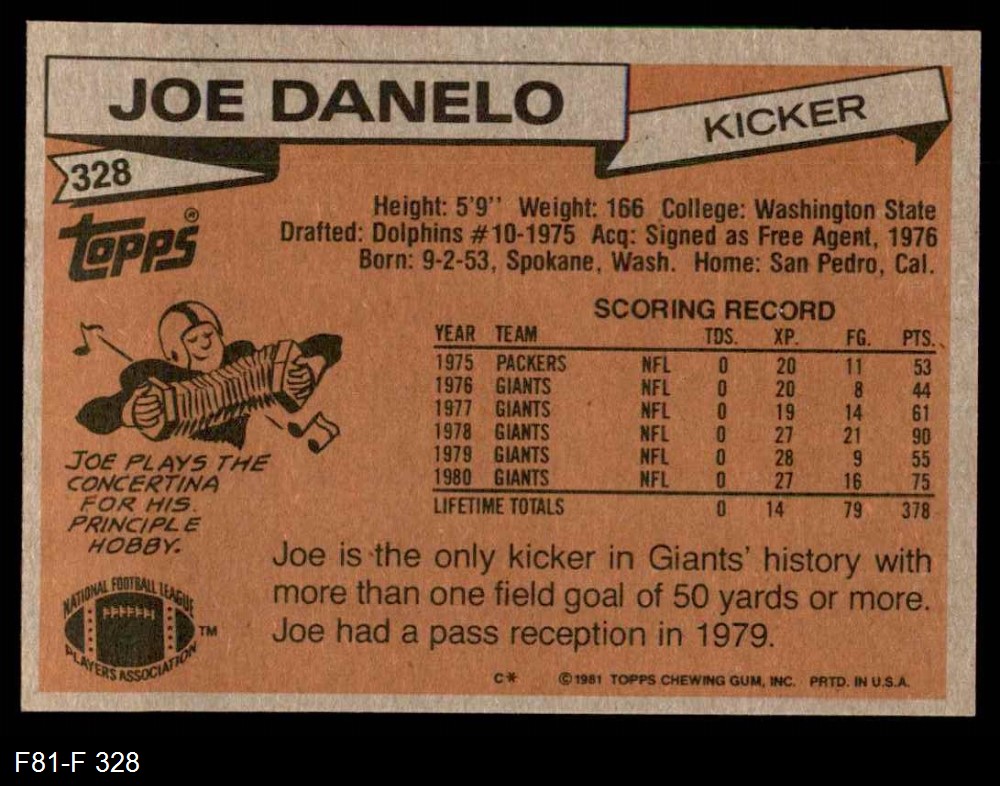 JOE DANELO
KICKER
328
TOPPS®
Height: 5'9'' Weight: 166 College: Washington State
Drafted: Dolphins #10-1975 Acq: Signed as Free Agent, 1976
Born: 9-2-53, Spokane, Wash. Home: San Pedro, Cal.
SCORING RECORD
YEAR TEAM TDS. XP. FG. PTS.
1975 PACKERS NFL 0 20 11 53
1976 GIANTS NFL 0 20 8 44
1977 GIANTS NFL 0 19 14 61
1978 GIANTS NFL 0 27 21 90
1979 GIANTS NFL 0 28 9 55
1980 GIANTS NFL 0 27 16 75
LIFETIME TOTALS 0 14 79 378
JOE PLAYS THE
CONCERTINA
FOR HIS
PRINCIPLE
HOBBY.
Joe is the only kicker in Giants' history with
more than one field goal of 50 yards or more.
Joe had a pass reception in 1979.
NATIONAL FOOTBALL LEAGUE
PLAYERS ASSOCIATION
TM
C* ©1981 TOPPS CHEWING GUM, INC. PRTD. IN U.S.A.
F81-F 328